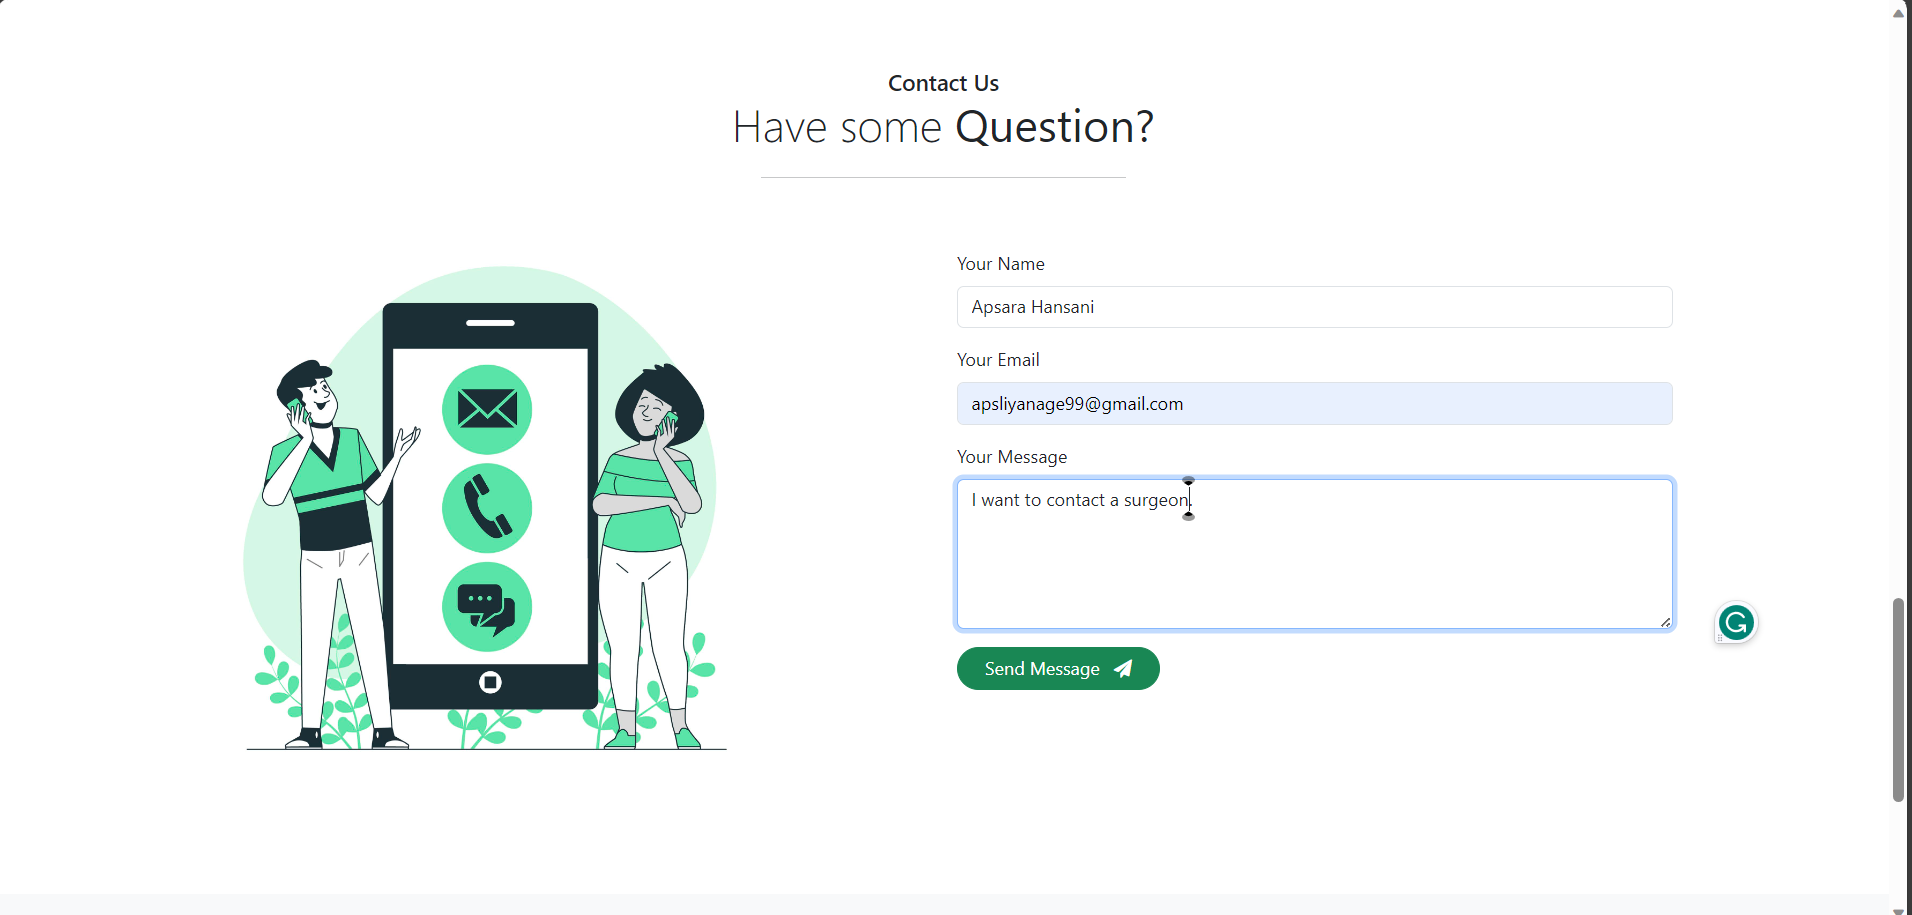 Contact Us
Have some Question?
Your Name
Apsara Hansani
Your Email
apsliyanage99@gmail.com
Your Message
I want to contact a surgeon.
Send Message